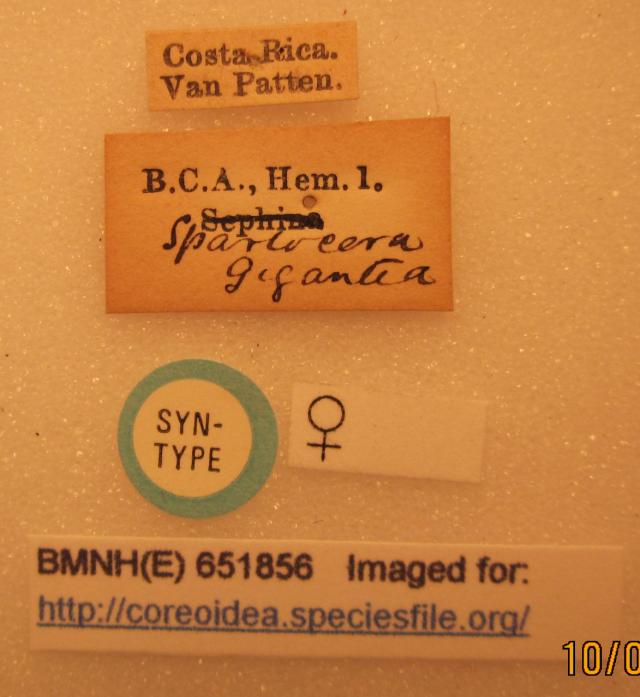 Costa Rica.
Van Patten.
B.C.A., Hem. 1.
Sephina
Spartocera
gigantea
SYN-
TYPE
♀
BMNH(E) 651856 Imaged for:
http://coreoidea.speciesfile.org/
10/0